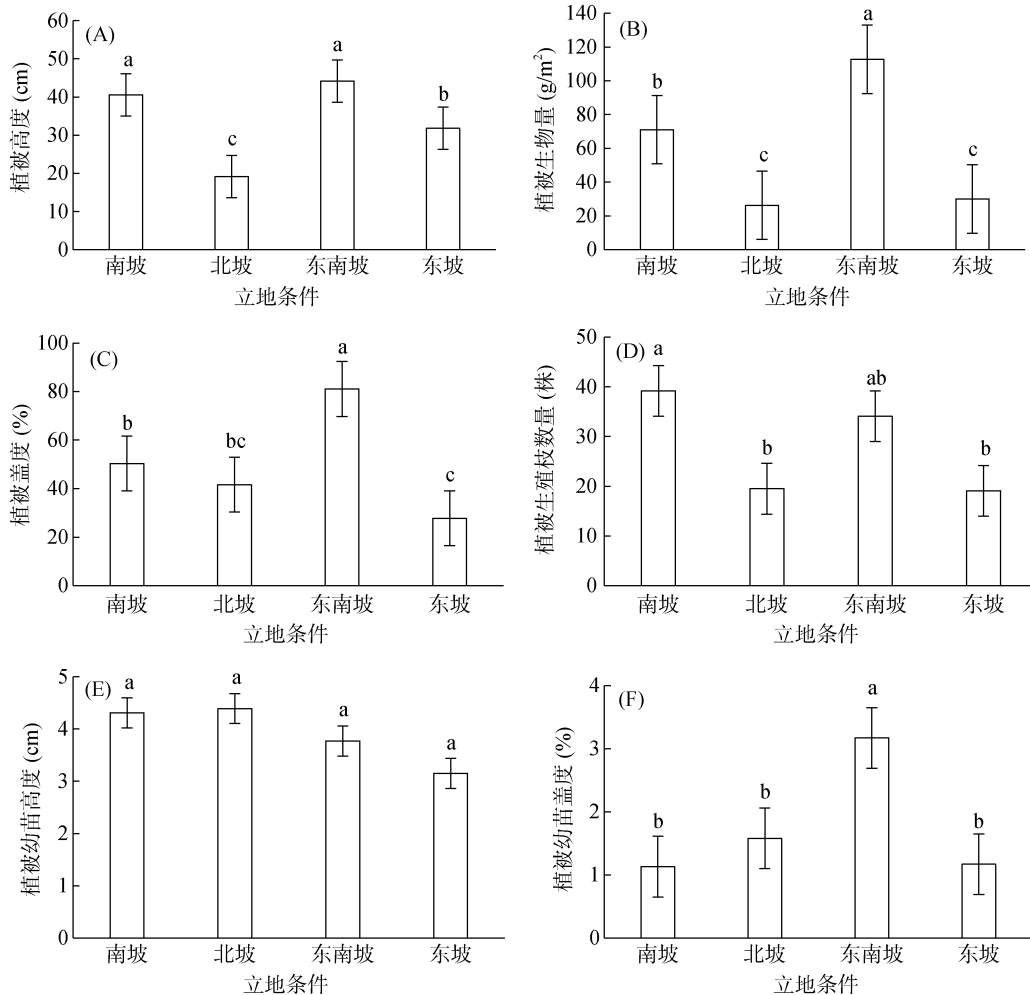 (A)
植被高度 (cm)
60
50
40
30
20
10
0
a
c
a
b
南坡 北坡 东南坡 东坡
立地条件
(B)
植被生物量 (g/m²)
140
120
100
80
60
40
20
0
b
c
a
c
南坡 北坡 东南坡 东坡
立地条件
(C)
植被盖度 (%)
100
80
60
40
20
0
b
bc
a
c
南坡 北坡 东南坡 东坡
立地条件
(D)
植被生殖枝数量 (株)
50
40
30
20
10
0
a
b
ab
b
南坡 北坡 东南坡 东坡
立地条件
(E)
植被幼苗高度 (cm)
5
4
3
2
1
0
a
a
a
a
南坡 北坡 东南坡 东坡
立地条件
(F)
植被幼苗盖度 (%)
4
3
2
1
0
b
b
a
b
南坡 北坡 东南坡 东坡
立地条件